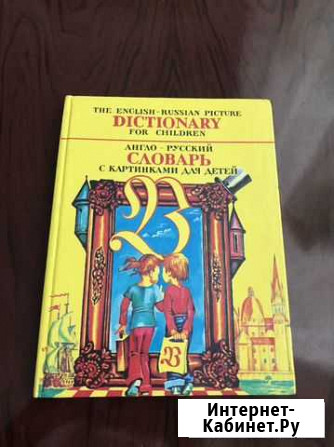 THE ENGLISH-RUSSIAN PICTURE
DICTIONARY
FOR CHILDREN
АНГЛО-РУССКИЙ
СЛОВАРЬ
С КАРТИНКАМИ ДЛЯ ДЕТЕЙ
B
Интернет-
Кабинет.Ру